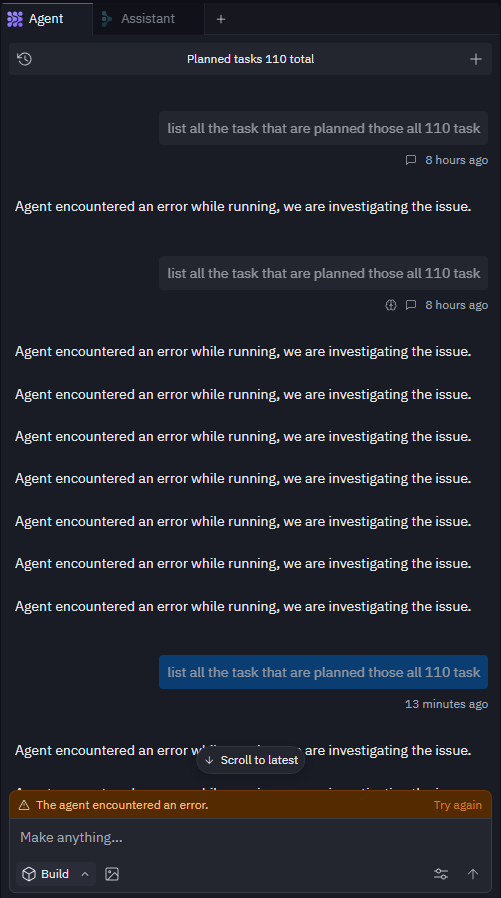 Agent
Assistant
Planned tasks 110 total
list all the task that are planned those all 110 task
8 hours ago
Agent encountered an error while running, we are investigating the issue.
list all the task that are planned those all 110 task
8 hours ago
Agent encountered an error while running, we are investigating the issue.
Agent encountered an error while running, we are investigating the issue.
Agent encountered an error while running, we are investigating the issue.
Agent encountered an error while running, we are investigating the issue.
Agent encountered an error while running, we are investigating the issue.
Agent encountered an error while running, we are investigating the issue.
Agent encountered an error while running, we are investigating the issue.
list all the task that are planned those all 110 task
13 minutes ago
Agent encountered an error are investigating the issue.
Scroll to latest
The agent encountered an error.
Try again
Make anything...
Build